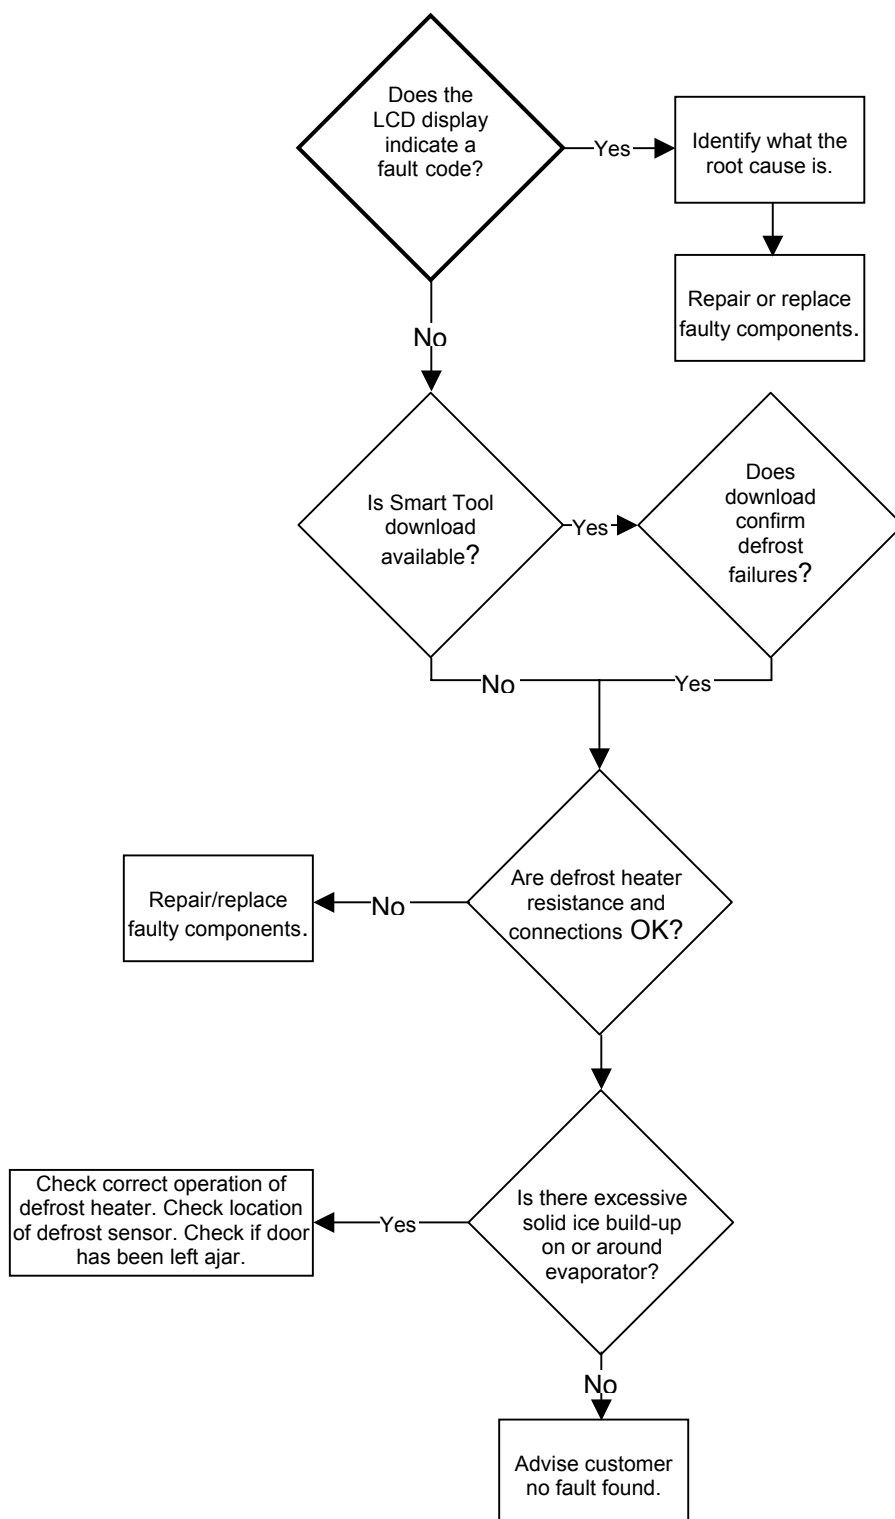 Does the
LCD display
indicate a
fault code?
Yes
Identify what the
root cause is.
Repair or replace
faulty components.
No
Is Smart Tool
download
available?
Yes
Does
download
confirm
defrost
failures?
No
Yes
Are defrost heater
resistance and
connections OK?
No
Repair/replace
faulty components.
Is there excessive
solid ice build-up
on or around
evaporator?
Yes
Check correct operation of
defrost heater. Check location
of defrost sensor. Check if door
has been left ajar.
No
Advise customer
no fault found.